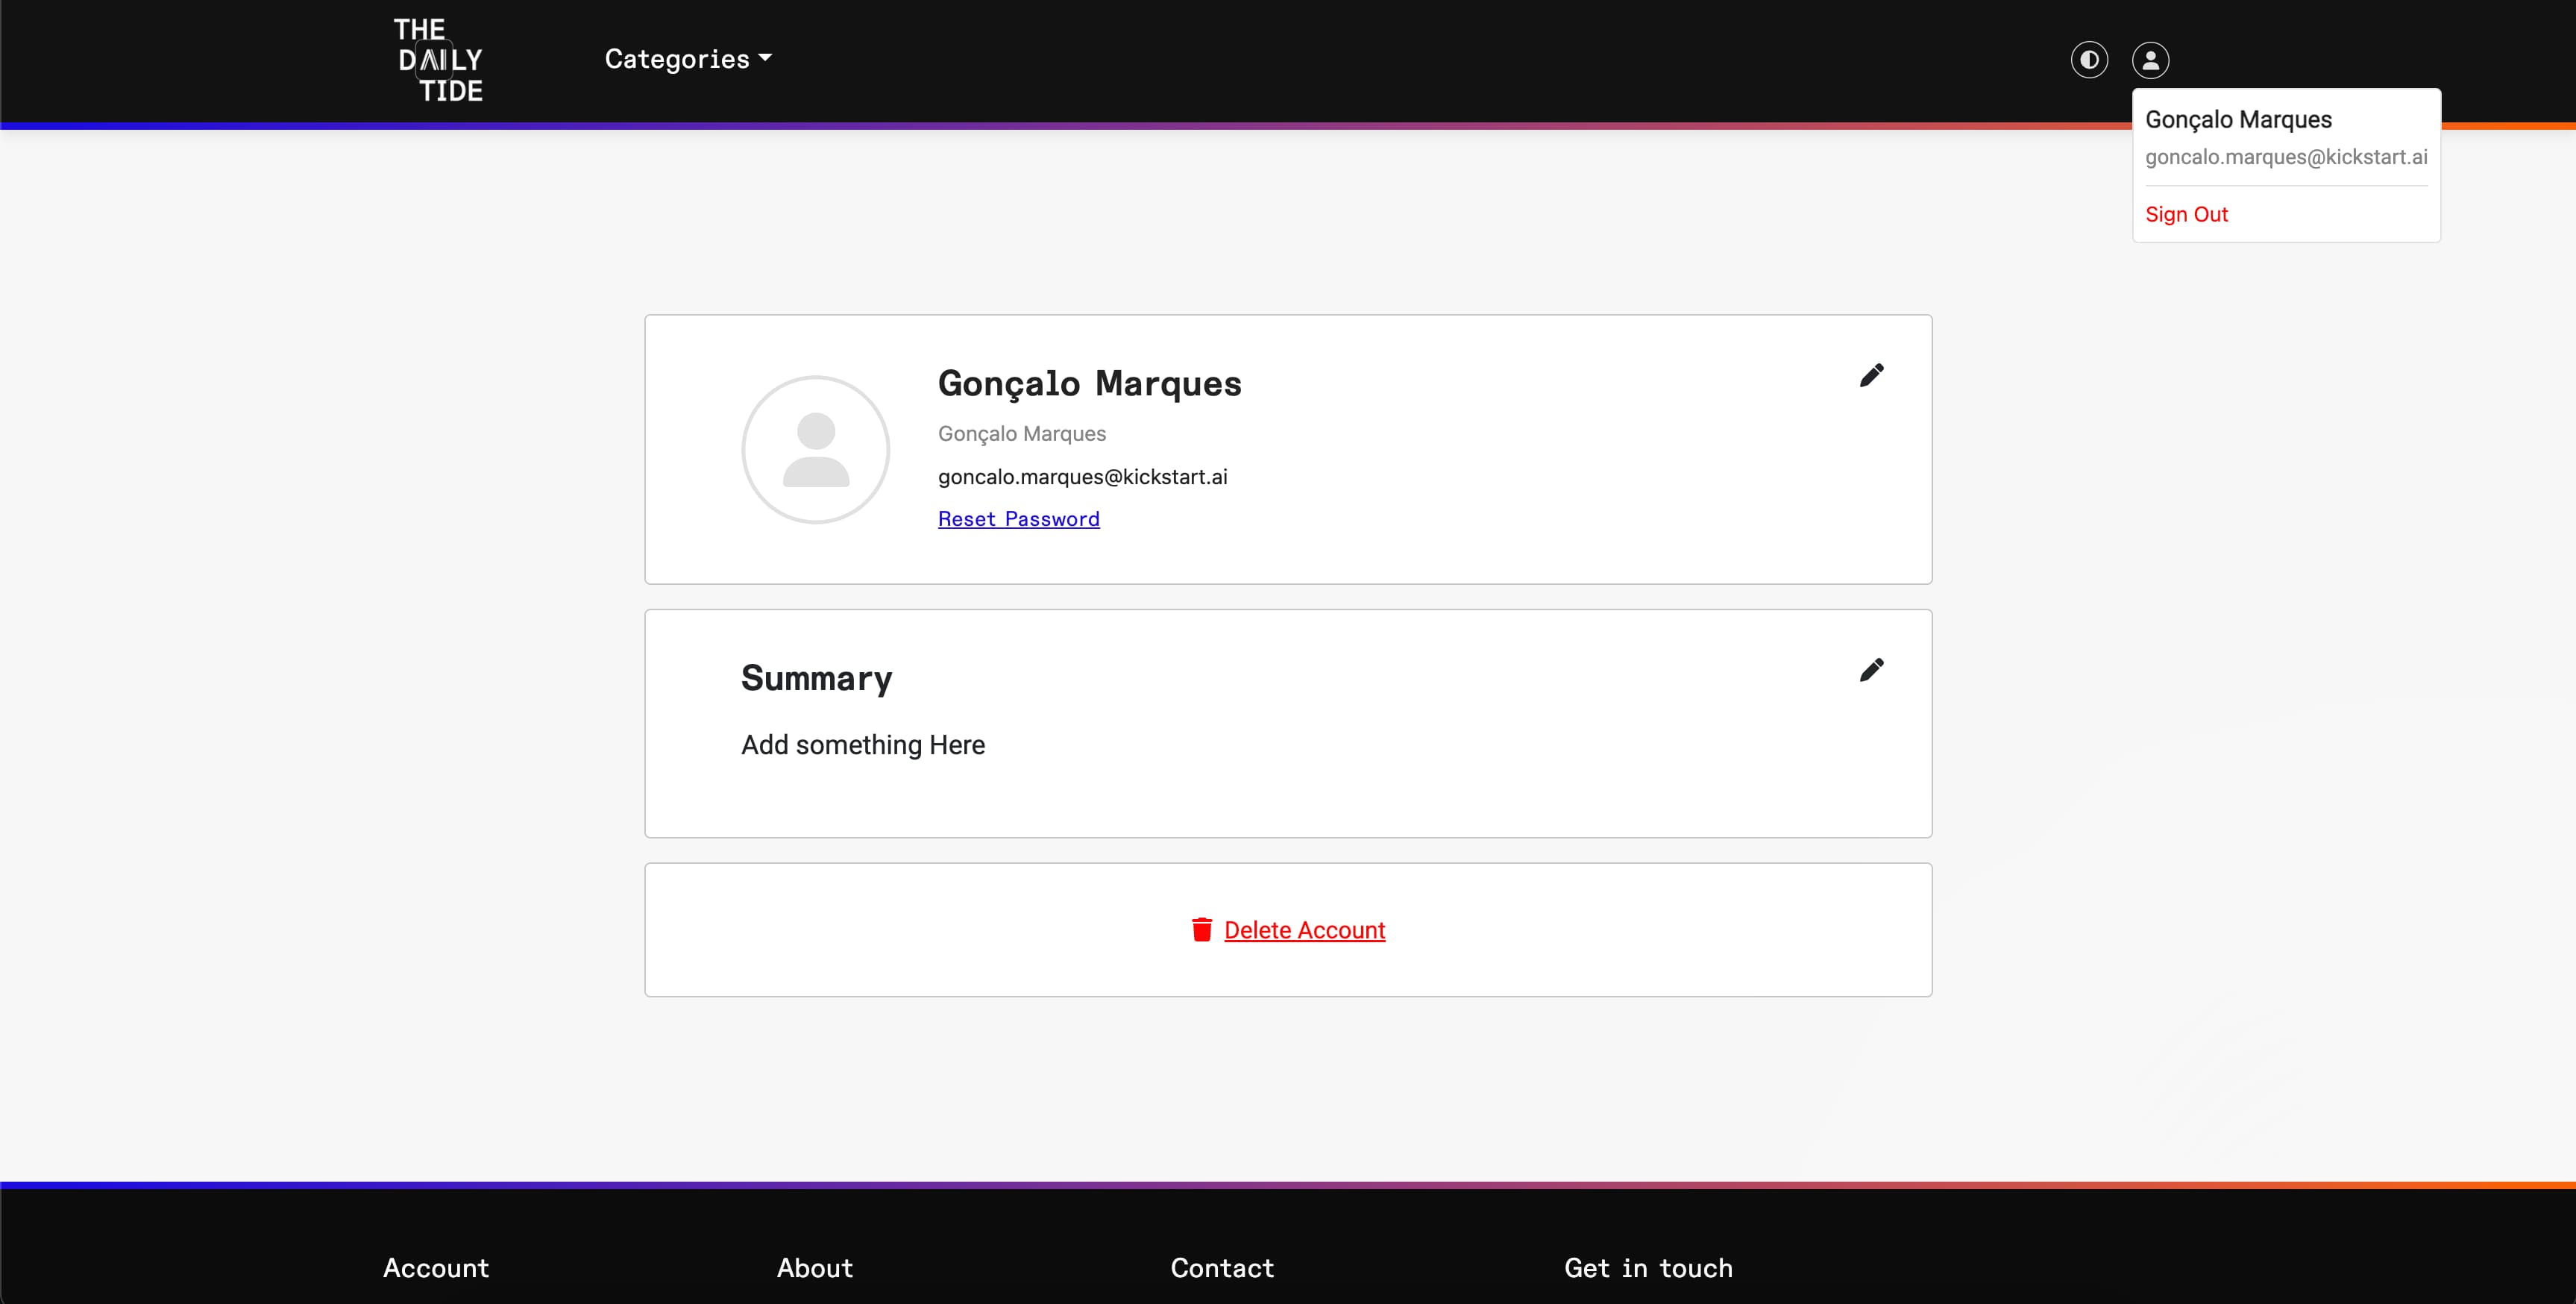 THE
DAILY
TIDE
Categories
Gonçalo Marques
goncalo.marques@kickstart.ai
Sign Out
Gonçalo Marques
Gonçalo Marques
goncalo.marques@kickstart.ai
Reset Password
Summary
Add something Here
Delete Account
Account
About
Contact
Get in touch